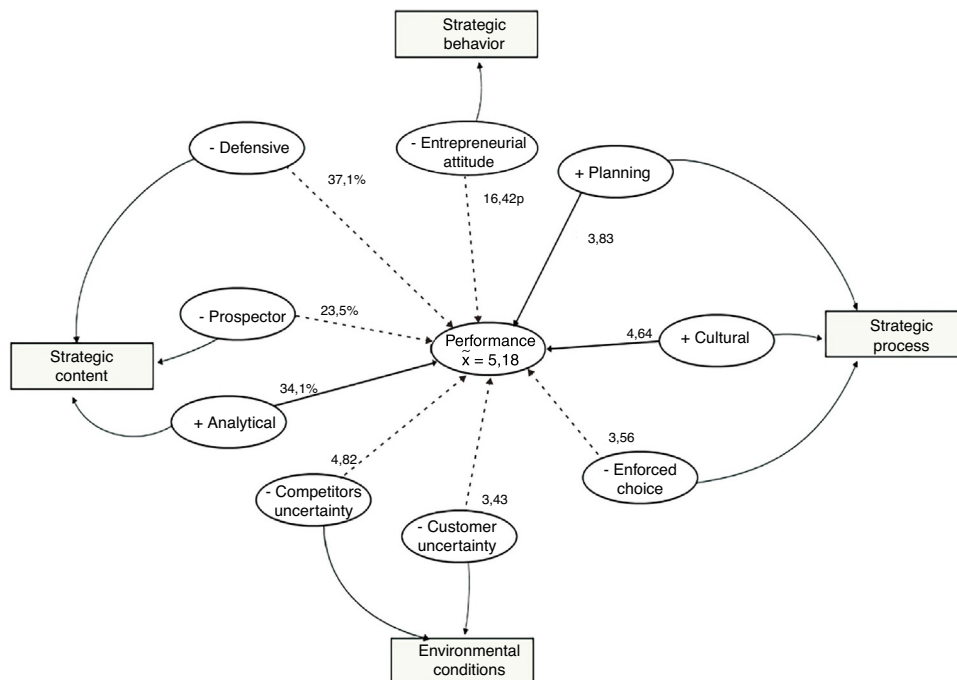 Strategic
behavior
- Defensive
- Entrepreneurial
attitude
+ Planning
37,1%
16,42p
3,83
- Prospector
23,5%
Performance
x̃ = 5,18
4,64
+ Cultural
Strategic
process
Strategic
content
34,1%
+ Analytical
4,82
3,56
- Enforced
choice
- Competitors
uncertainty
3,43
- Customer
uncertainty
Environmental
conditions